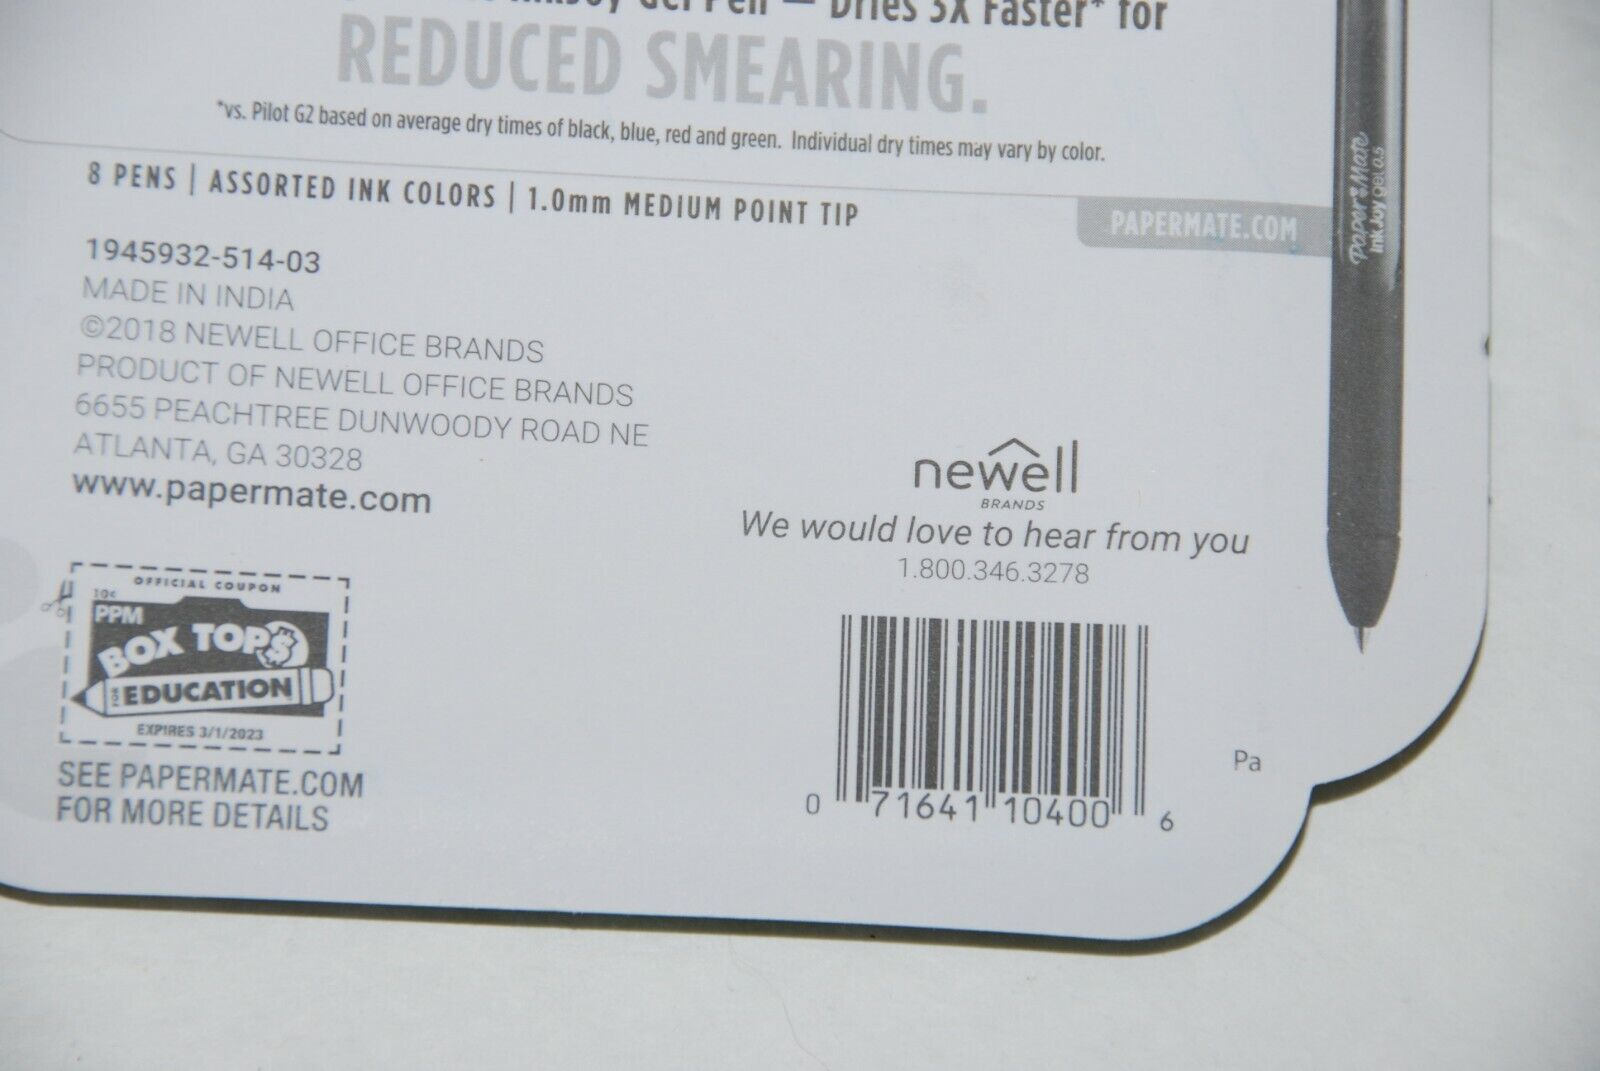 InkJoy Gel Pen — Dries 3X Faster* for
REDUCED SMEARING.
*vs. Pilot G2 based on average dry times of black, blue, red and green. Individual dry times may vary by color.
8 PENS | ASSORTED INK COLORS | 1.0mm MEDIUM POINT TIP
PAPERMATE.COM
Paper Mate
InkJoy gel 0.5
1945932-514-03
MADE IN INDIA
©2018 NEWELL OFFICE BRANDS
PRODUCT OF NEWELL OFFICE BRANDS
6655 PEACHTREE DUNWOODY ROAD NE
ATLANTA, GA 30328
www.papermate.com
newell
BRANDS
We would love to hear from you
1.800.346.3278
OFFICIAL COUPON
10¢
PPM
BOX TOPS
FOR EDUCATION
EXPIRES 3/1/2023
SEE PAPERMATE.COM
FOR MORE DETAILS
0 71641 10400 6
Pa